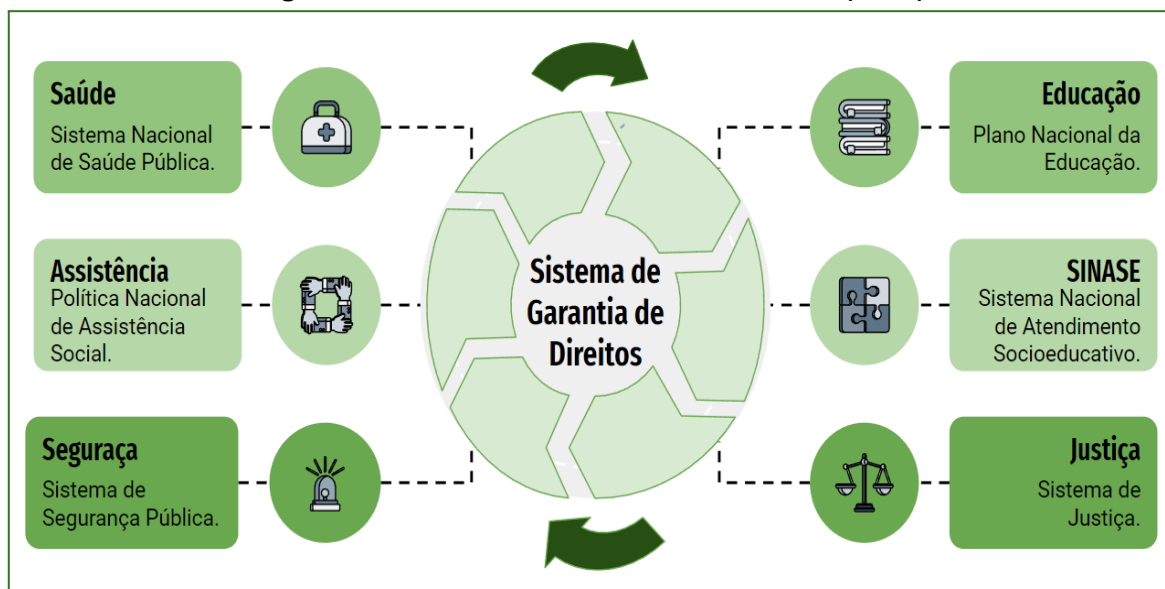 Saúde
Sistema Nacional
de Saúde Pública.
Assistência
Política Nacional
de Assistência
Social.
Seguraça
Sistema de
Segurança Pública.
Sistema de
Garantia de
Direitos
Educação
Plano Nacional da
Educação.
SINASE
Sistema Nacional
de Atendimento
Socioeducativo.
Justiça
Sistema de
Justiça.